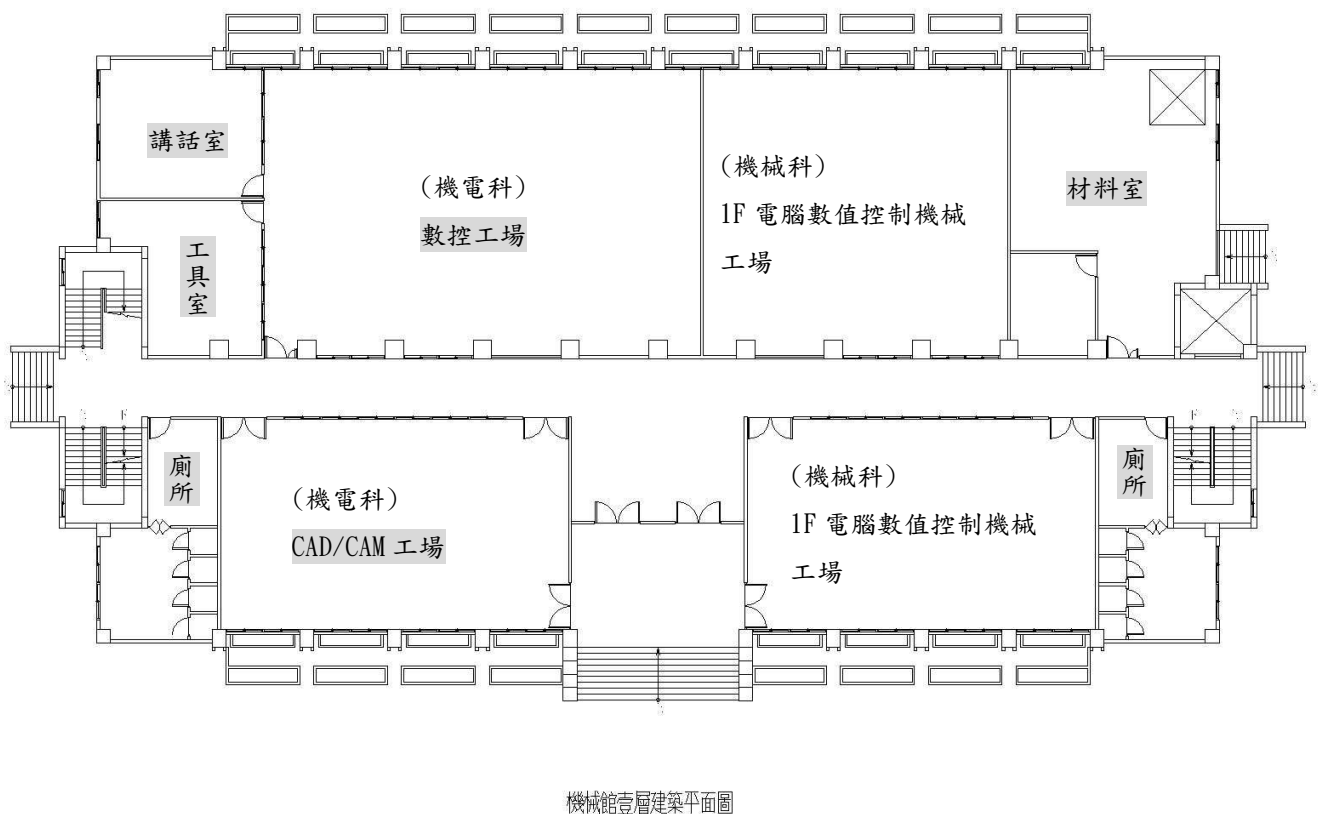 講話室
(機電科)
數控工場
(機械科)
1F 電腦數值控制機械
工場
材料室
工具室
下
下
廁所
(機電科)
CAD/CAM 工場
(機械科)
1F 電腦數值控制機械
工場
廁所
機械館壹層建築平面圖